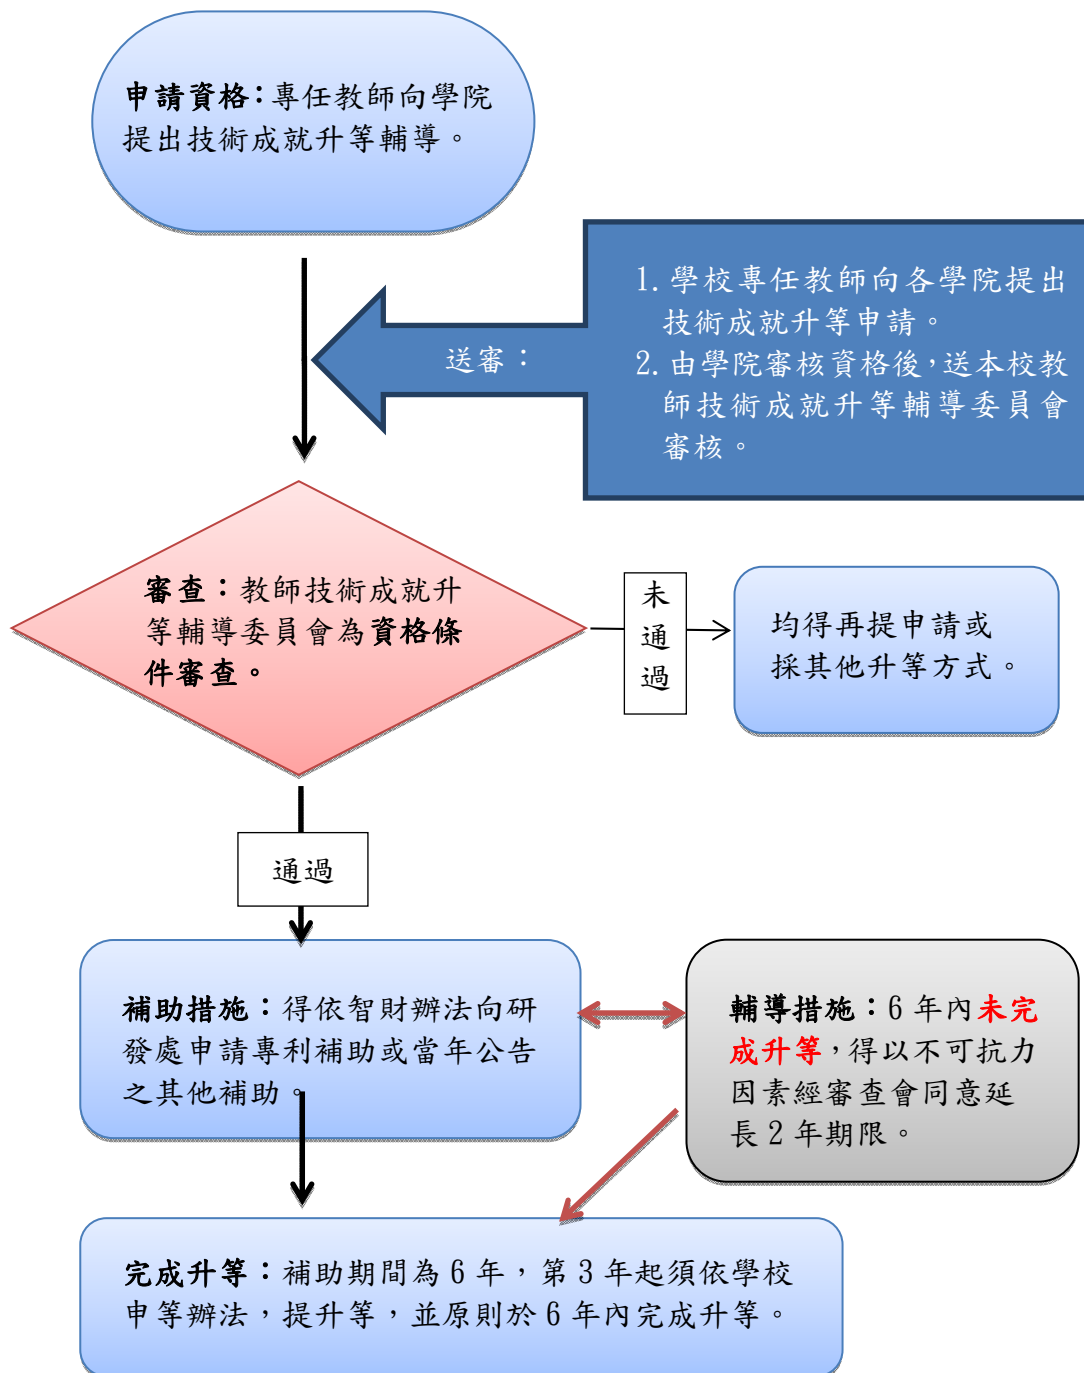 申請資格：專任教師向學院
提出技術成就升等輔導。
送審：
1. 學校專任教師向各學院提出
技術成就升等申請。
2. 由學院審核資格後，送本校教
師技術成就升等輔導委員會
審核。
審查：教師技術成就升
等輔導委員會為資格條
件審查。
未
通
過
均得再提申請或
採其他升等方式。
通過
補助措施：得依智財辦法向研
發處申請專利補助或當年公告
之其他補助。
輔導措施：6 年內未完
成升等，得以不可抗力
因素經審查會同意延
長 2 年期限。
完成升等：補助期間為 6 年，第 3 年起須依學校
申等辦法，提升等，並原則於 6 年內完成升等。